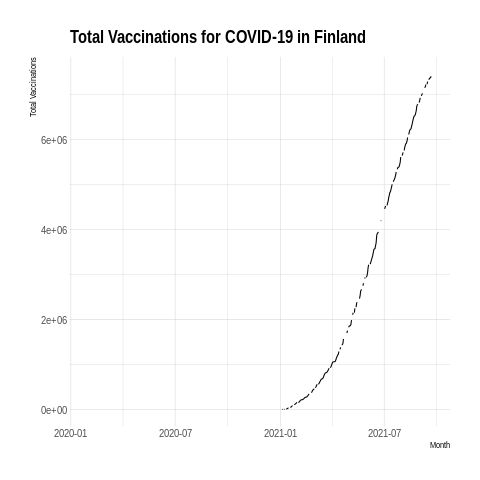 Total Vaccinations for COVID-19 in Finland
Total Vaccinations
6e+06
4e+06
2e+06
0e+00
2020-01
2020-07
2021-01
2021-07
Month